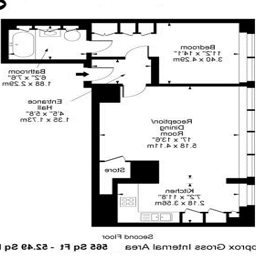 Bedroom
11'2" x 14'1"
3.40 x 4.29m
Bathroom
6'2" x 7'6"
1.88 x 2.29m
Entrance
Hall
4'5" x 5'8"
1.35 x 1.73m
Reception/
Dining
Room
17' x 13'6"
5.18 x 4.11m
Store
Kitchen
7'2" x 11'8"
2.18 x 3.56m
Second Floor
pprox Gross Internal Area 565 Sq Ft - 52.49 Sq